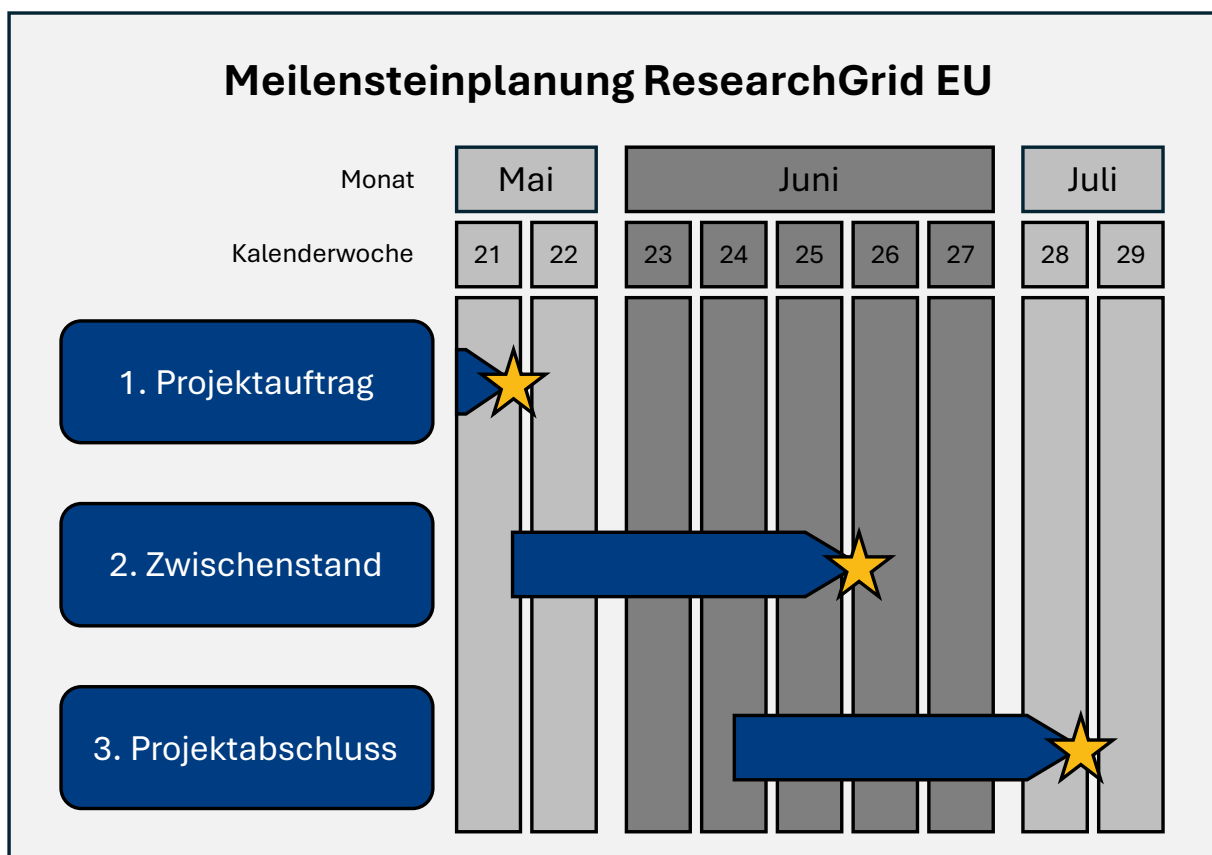 Meilensteinplanung ResearchGrid EU
Monat Mai Juni Juli
Kalenderwoche 21 22 23 24 25 26 27 28 29
1. Projektauftrag
2. Zwischenstand
3. Projektabschluss